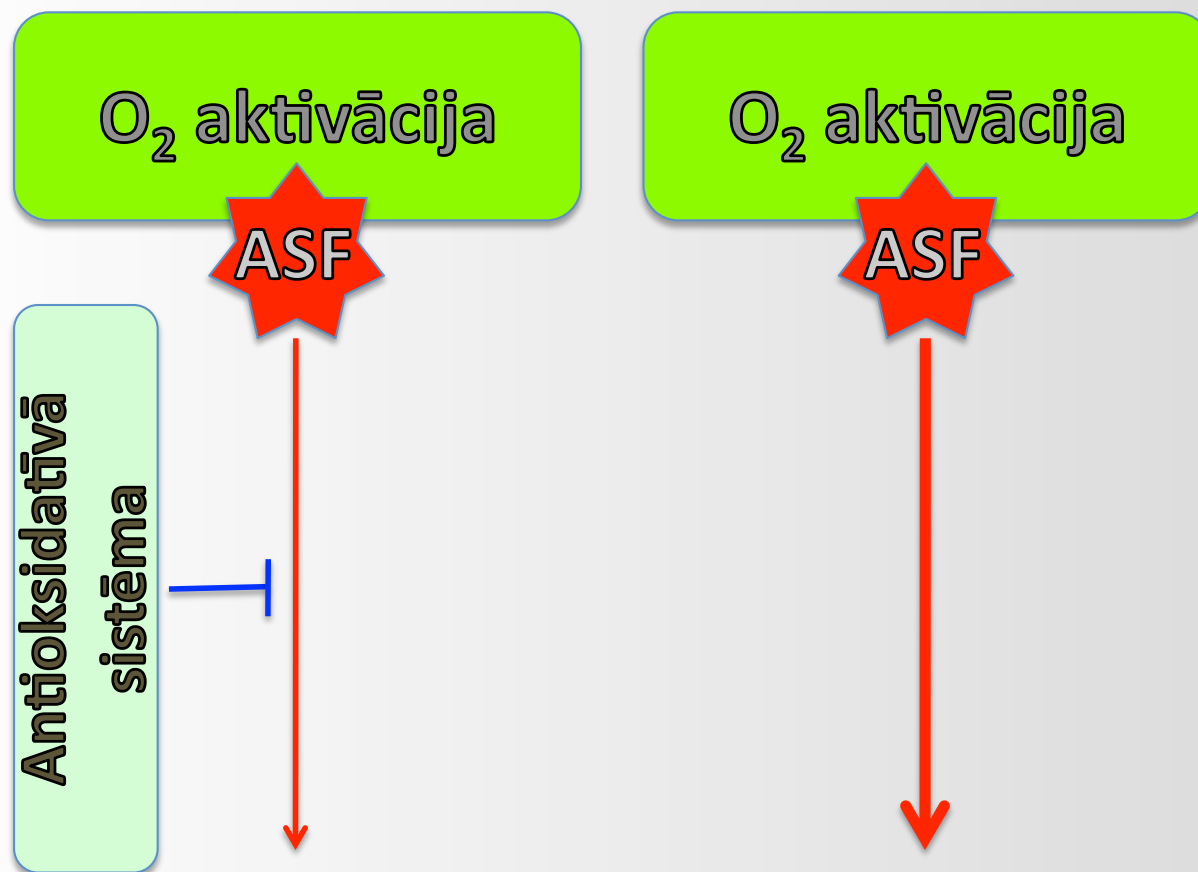 O₂ aktivācija
ASF
Antioksidatīvā
sistēma
O₂ aktivācija
ASF